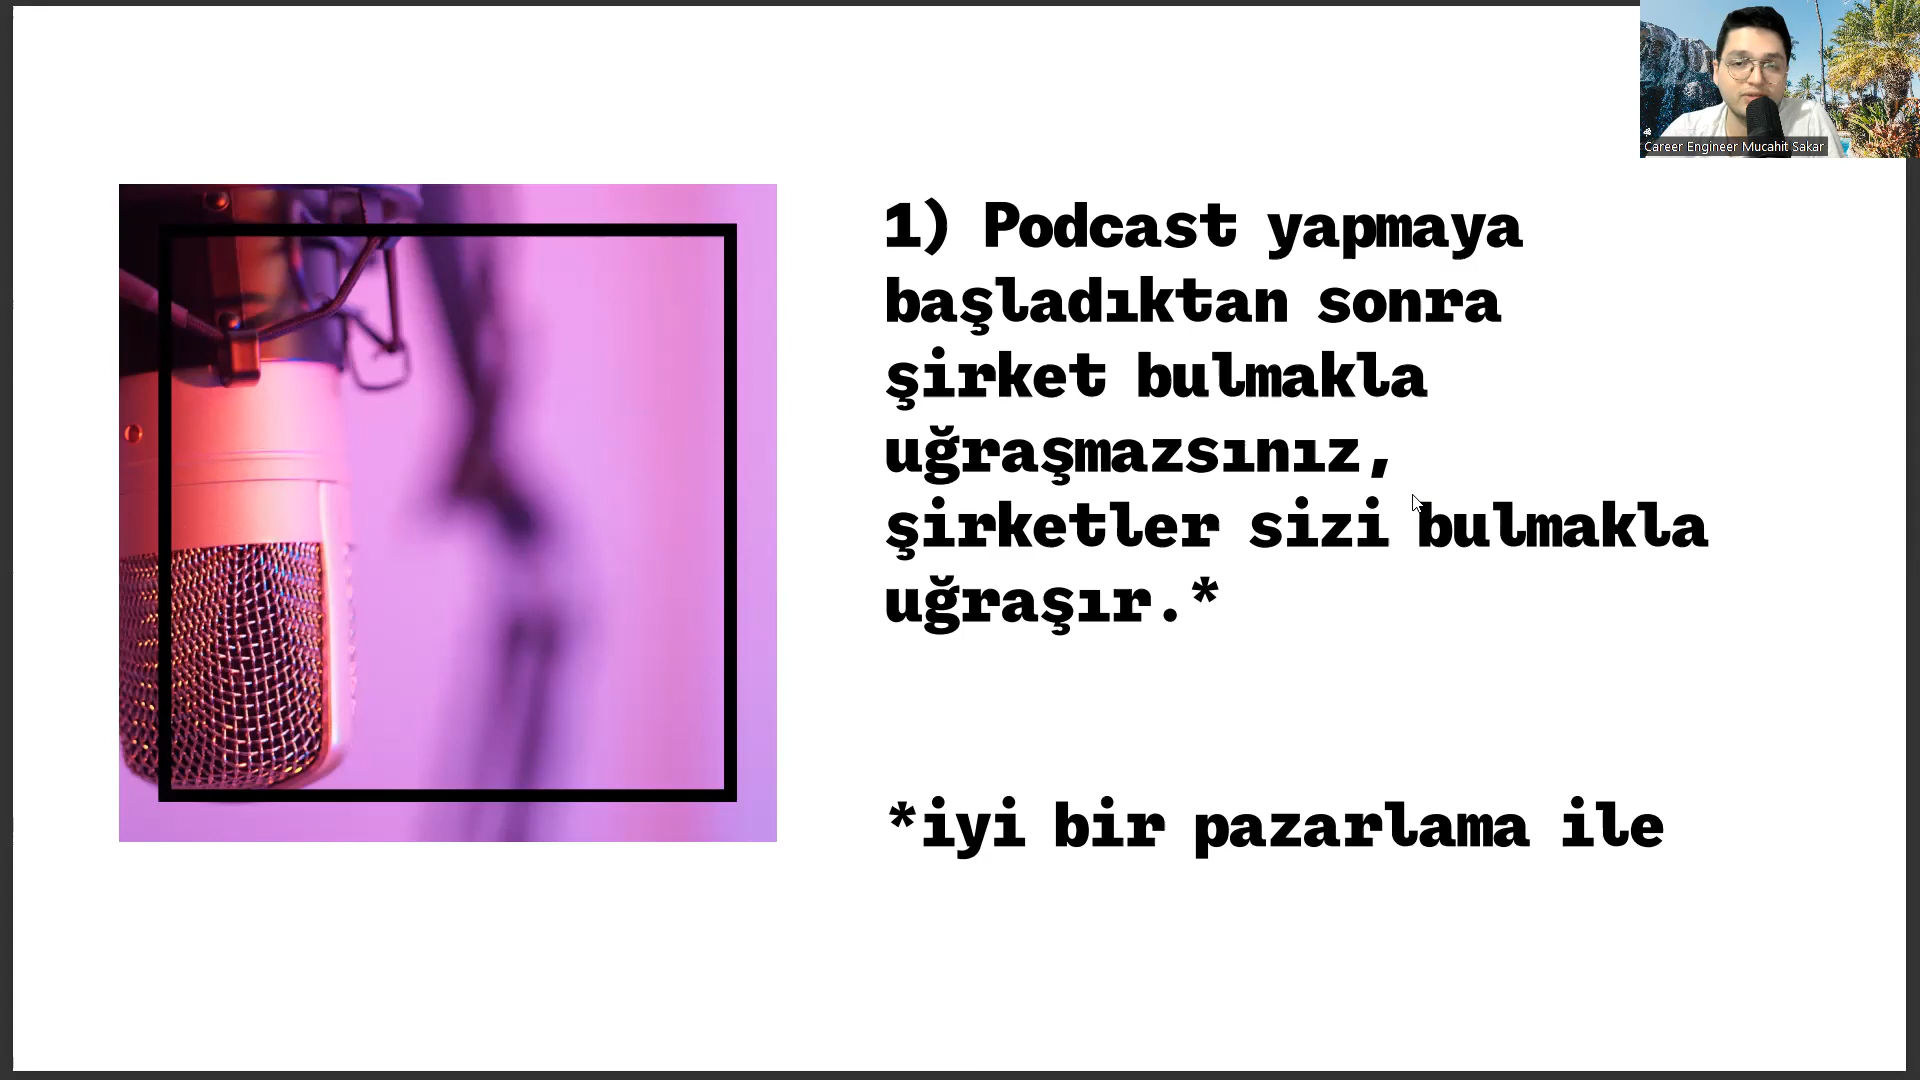 Career Engineer Mucahit Sakar
1) Podcast yapmaya
başladıktan sonra
şirket bulmakla
uğraşmazsınız,
şirketler sizi bulmakla
uğraşır.*
*iyi bir pazarlama ile